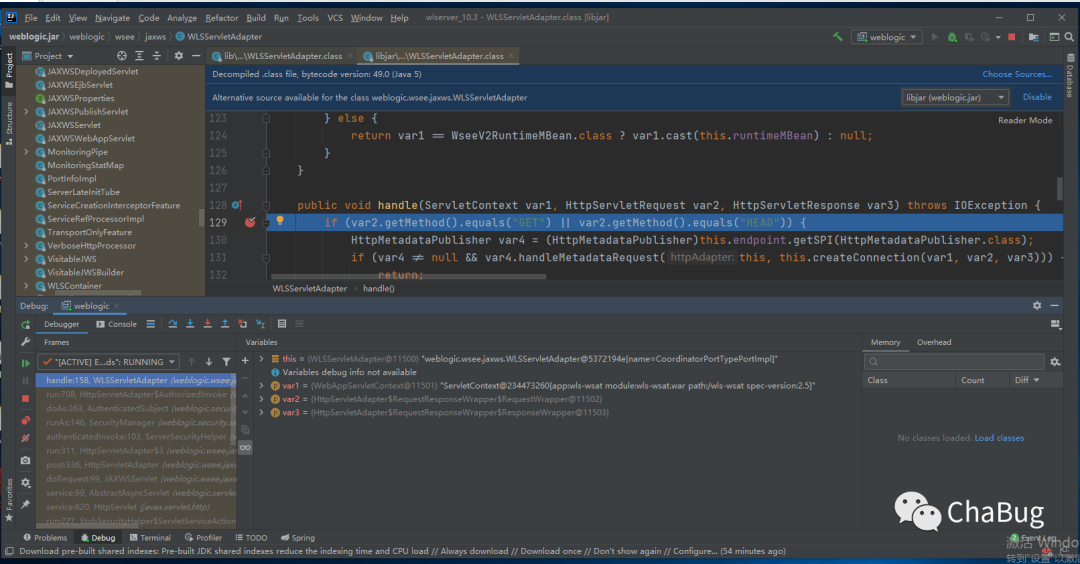 File Edit View Navigate Code Analyze Refactor Build Run Tools VCS Window Help wlserver_10.3 - WLSServletAdapter.class [libjar]
weblogic.jar weblogic wsee jaxws WLSServletAdapter
weblogic
Project
lib\...\WLSServletAdapter.class
libjar\...\WLSServletAdapter.class
Project
Structure
Favorites
Database
JAXWSDeployedServlet
JAXWSEjbServlet
JAXWSProperties
JAXWSPublishServlet
JAXWSServlet
JAXWSWebAppServlet
MonitoringPipe
MonitoringStatMap
PortInfoImpl
ServerLateInitTube
ServiceCreationInterceptorFeature
ServiceRefProcessorImpl
TransportOnlyFeature
VerboseHttpProcessor
VisitableJWS
VisitableJWSBuilder
WLSContainer
Decompiled .class file, bytecode version: 49.0 (Java 5)
Choose Sources...
Alternative source available for the class weblogic.wsee.jaxws.WLSServletAdapter
libjar (weblogic.jar)
Disable
Reader Mode
123 } else {
124 return var1 == WseeV2RuntimeMBean.class ? var1.cast(this.runtimeMBean) : null;
125 }
126 }
127
128 public void handle(ServletContext var1, HttpServletRequest var2, HttpServletResponse var3) throws IOException {
129 if (var2.getMethod().equals("GET") || var2.getMethod().equals("HEAD")) {
130 HttpMetadataPublisher var4 = (HttpMetadataPublisher)this.endpoint.getSPI(HttpMetadataPublisher.class);
131 if (var4 != null && var4.handleMetadataRequest( httpAdapter: this, this.createConnection(var1, var2, var3)))
132 return;
WLSServletAdapter handle()
Debug: weblogic
Debugger Console
Frames
"[ACTIVE] E...ds": RUNNING
handle:158, WLSServletAdapter (weblogic.wsee.j
run:708, HttpServletAdapter$AuthorizedInvoke (
doAs:363, AuthenticatedSubject (weblogic.securi
runAs:146, SecurityManager (weblogic.security.s
authenticatedInvoke:103, ServerSecurityHelper (
run:311, HttpServletAdapter$3 (weblogic.wsee.ja
post:336, HttpServletAdapter (weblogic.wsee.jax
doRequest:99, JAXWSServlet (weblogic.wsee.jaxw
service:99, AbstractAsyncServlet (weblogic.servle
service:820, HttpServlet (javax.servlet.http)
run:227, StubSecurityHelper$ServletServiceAction
Variables
this = {WLSServletAdapter@11500} "weblogic.wsee.jaxws.WLSServletAdapter@5372194e[name=CoordinatorPortTypePortImpl]"
Variables debug info not available
var1 = {WebAppServletContext@11501} "ServletContext@234473260[app:wls-wsat module:wls-wsat.war path:/wls-wsat spec-version:2.5]"
var2 = {HttpServletAdapter$RequestResponseWrapper$RequestWrapper@11502}
var3 = {HttpServletAdapter$RequestResponseWrapper$ResponseWrapper@11503}
Memory Overhead
Class Count Diff
No classes loaded. Load classes
ChaBug
Problems Debug Terminal Profiler TODO Spring
2 Event Log
Download pre-built shared indexes: Pre-built JDK shared indexes reduce the indexing time and CPU load // Always download // Download once // Don't show again // Configure... (54 minutes ago)
激活 Windo
转到"设置"以激活